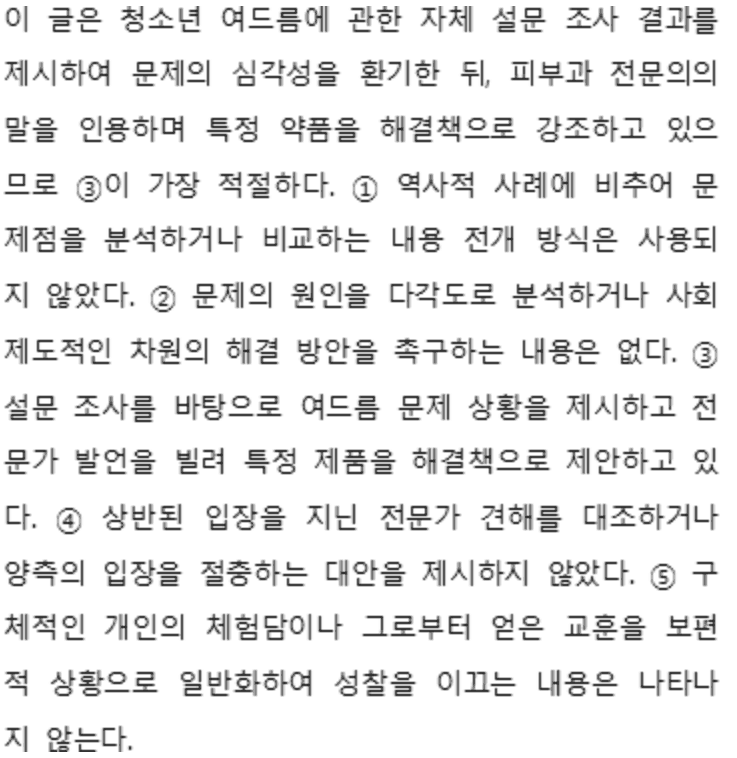 이 글은 청소년 여드름에 관한 자체 설문 조사 결과를
제시하여 문제의 심각성을 환기한 뒤, 피부과 전문의의
말을 인용하며 특정 약품을 해결책으로 강조하고 있으
므로 ③이 가장 적절하다. ① 역사적 사례에 비추어 문
제점을 분석하거나 비교하는 내용 전개 방식은 사용되
지 않았다. ② 문제의 원인을 다각도로 분석하거나 사회
제도적인 차원의 해결 방안을 촉구하는 내용은 없다. ③
설문 조사를 바탕으로 여드름 문제 상황을 제시하고 전
문가 발언을 빌려 특정 제품을 해결책으로 제안하고 있
다. ④ 상반된 입장을 지닌 전문가 견해를 대조하거나
양측의 입장을 절충하는 대안을 제시하지 않았다. ⑤ 구
체적인 개인의 체험담이나 그로부터 얻은 교훈을 보편
적 상황으로 일반화하여 성찰을 이끄는 내용은 나타나
지 않는다.